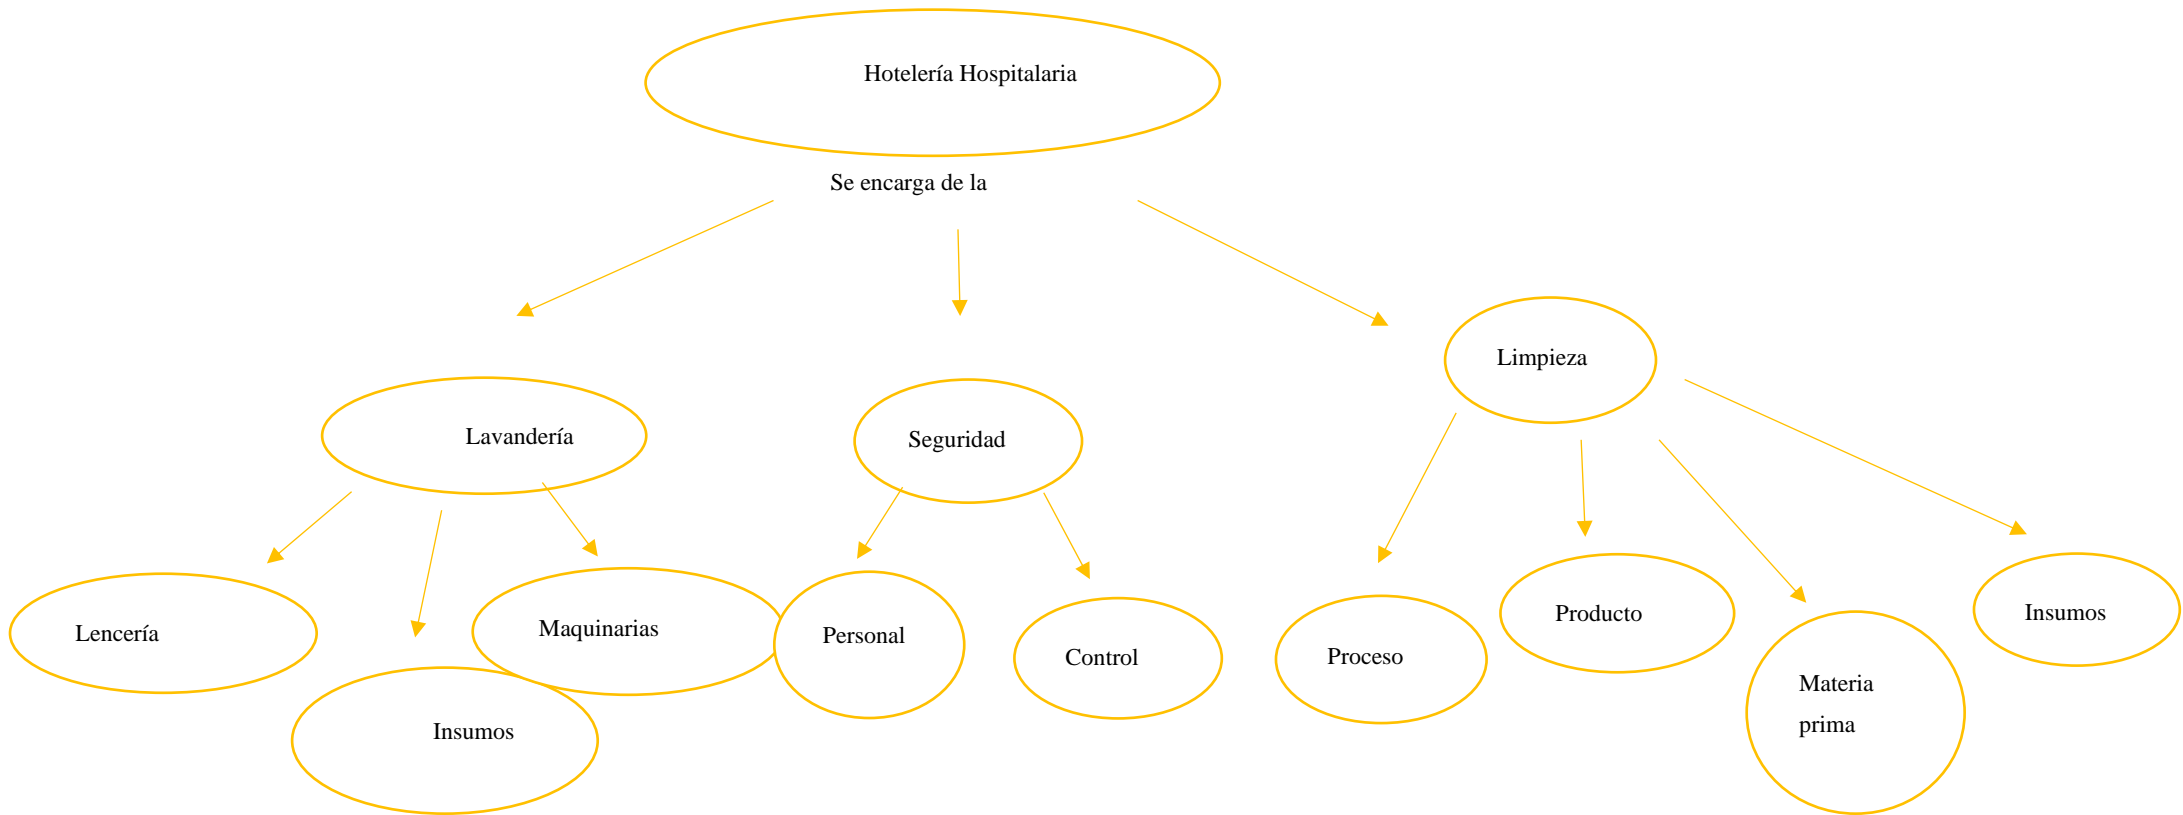 Hotelería Hospitalaria
Se encarga de la
Limpieza
Lavandería
Seguridad
Lencería
Insumos
Maquinarias
Personal
Control
Proceso
Producto
Materia
prima
Insumos